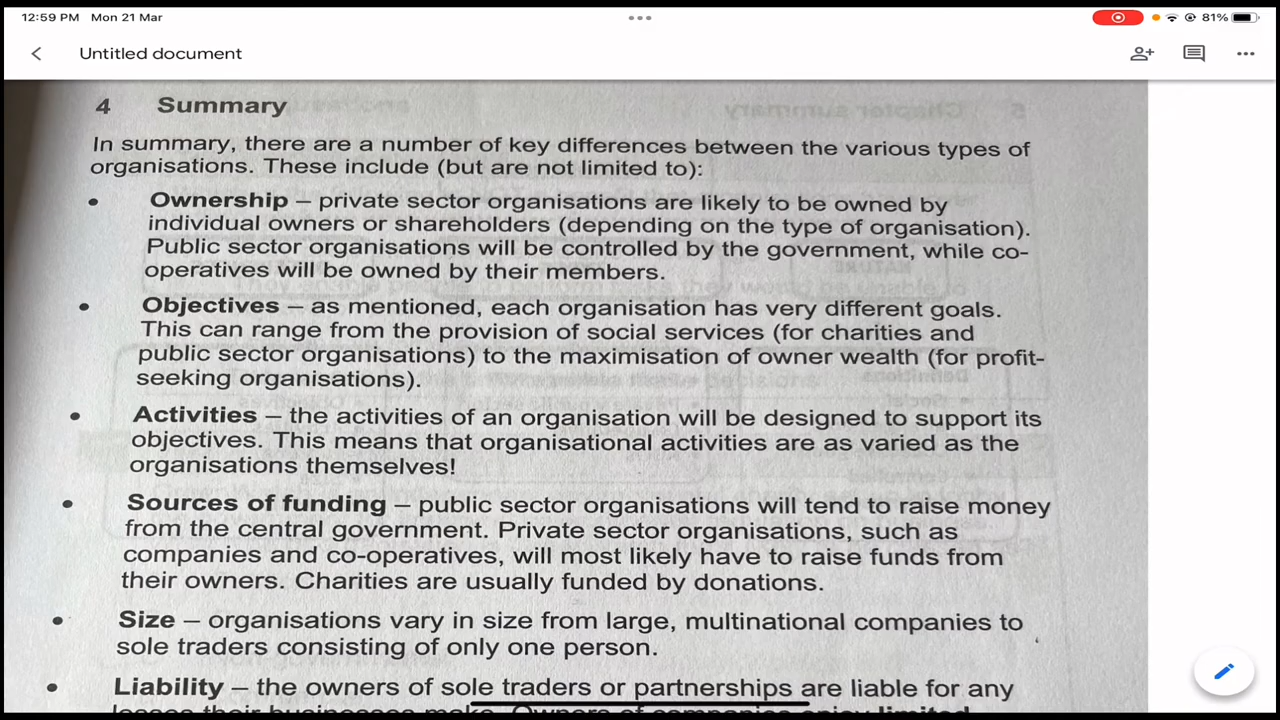 12:59 PM Mon 21 Mar
81%
Untitled document
4 Summary
In summary, there are a number of key differences between the various types of
organisations. These include (but are not limited to):
• Ownership – private sector organisations are likely to be owned by
individual owners or shareholders (depending on the type of organisation).
Public sector organisations will be controlled by the government, while co-
operatives will be owned by their members.
• Objectives – as mentioned, each organisation has very different goals.
This can range from the provision of social services (for charities and
public sector organisations) to the maximisation of owner wealth (for profit-
seeking organisations).
• Activities – the activities of an organisation will be designed to support its
objectives. This means that organisational activities are as varied as the
organisations themselves!
• Sources of funding – public sector organisations will tend to raise money
from the central government. Private sector organisations, such as
companies and co-operatives, will most likely have to raise funds from
their owners. Charities are usually funded by donations.
• Size – organisations vary in size from large, multinational companies to
sole traders consisting of only one person.
• Liability – the owners of sole traders or partnerships are liable for any
losses their businesses make. Owners of companies enjoy limited